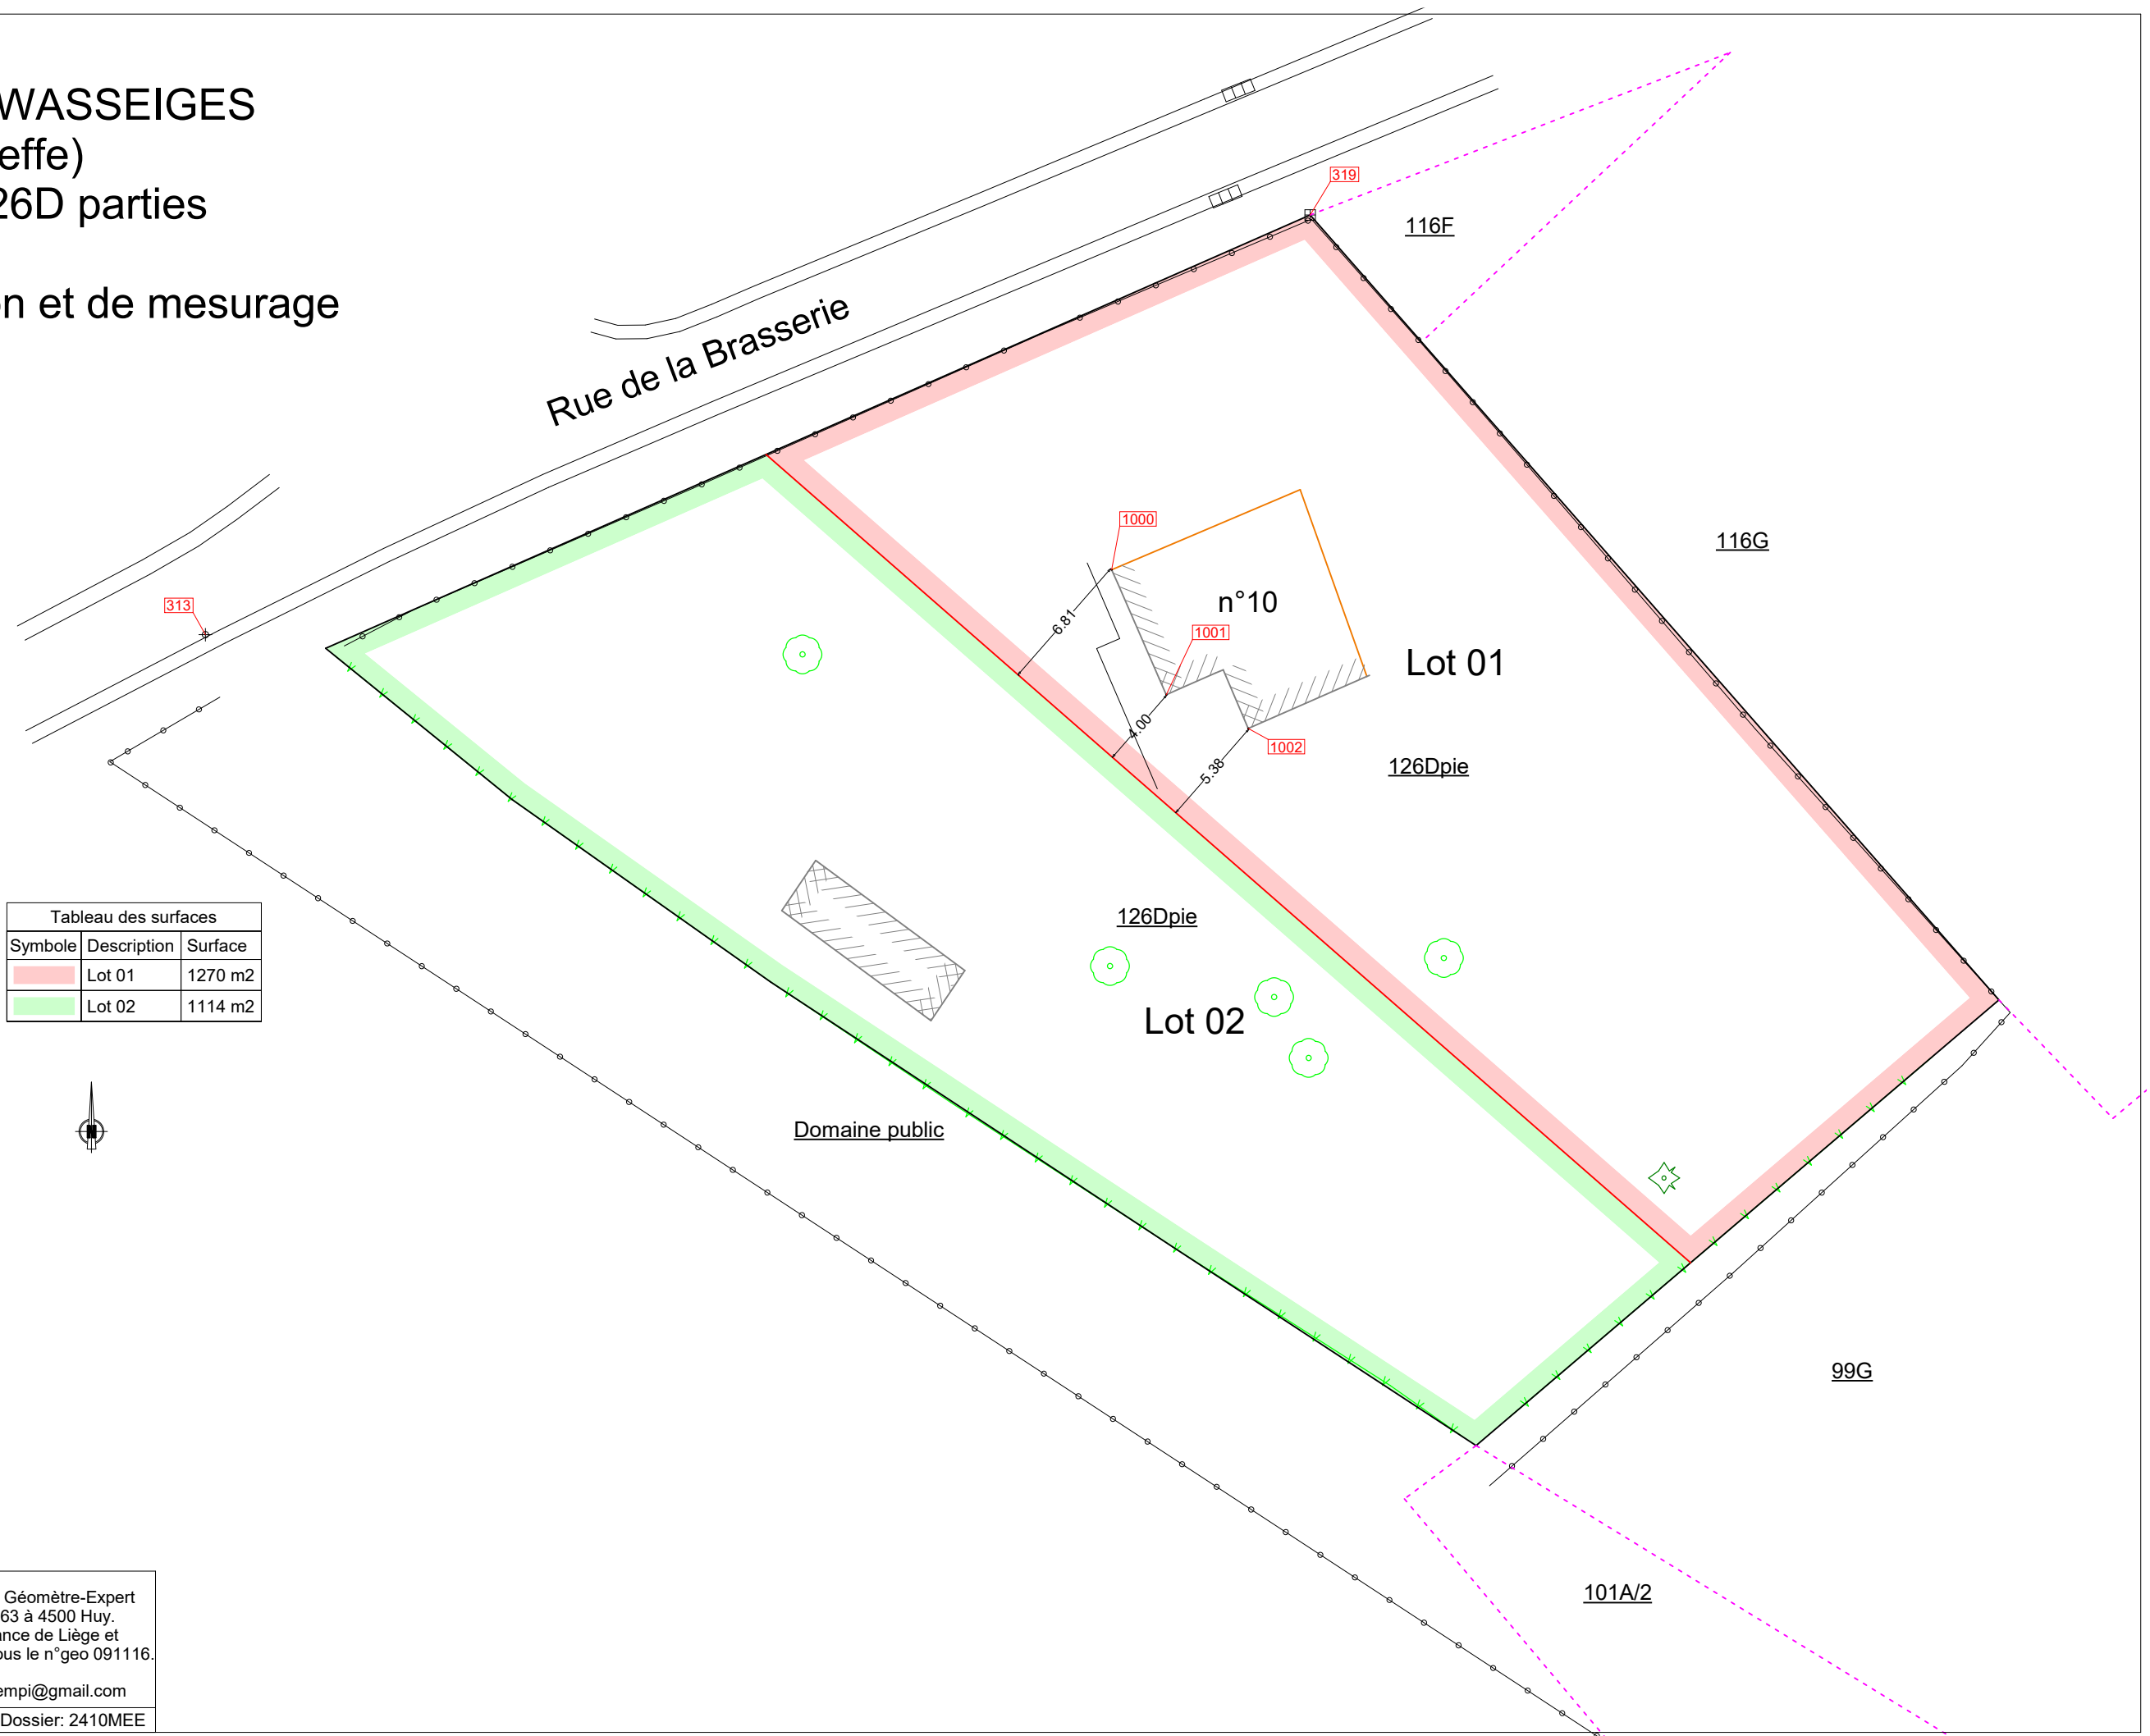 WASSEIGES
effe)
26D parties
n et de mesurage
Rue de la Brasserie
319
116F
116G
313
1000
n°10
1001
Lot 01
6.81
4.00
1002
5.38
126Dpie
126Dpie
Lot 02
Tableau des surfaces
Symbole Description Surface
Lot 01 1270 m2
Lot 02 1114 m2
N
Domaine public
99G
101A/2
Géomètre-Expert
63 à 4500 Huy.
ance de Liège et
ous le n°geo 091116.
empi@gmail.com
Dossier: 2410MEE